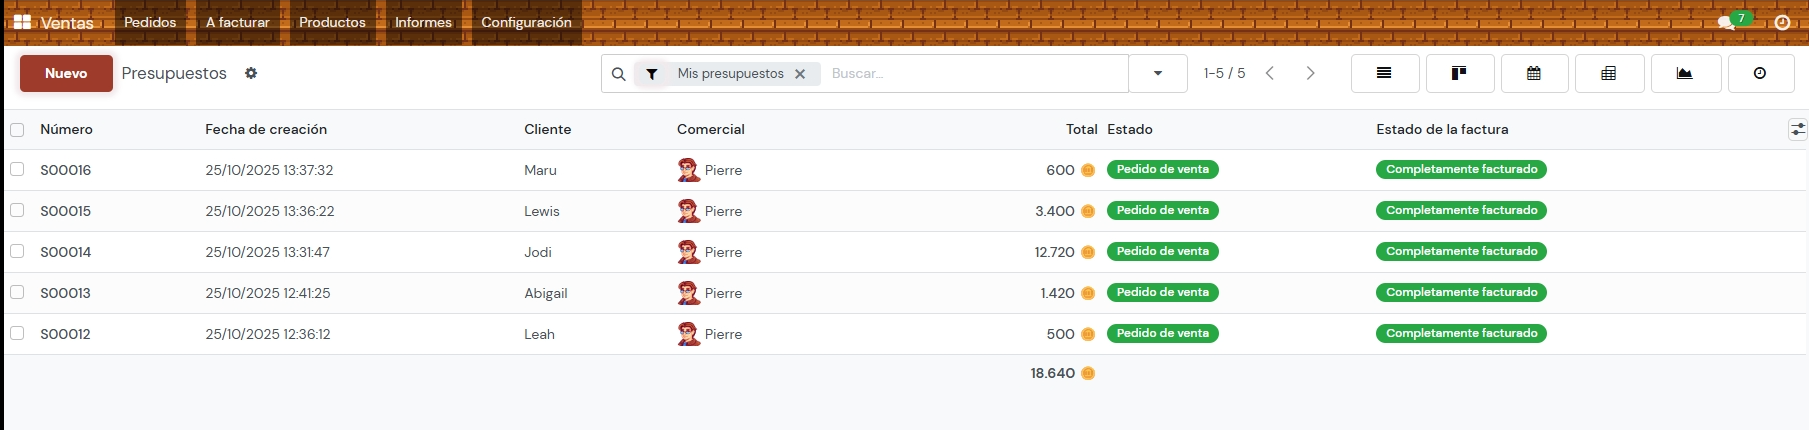 Ventas Pedidos A facturar Productos Informes Configuración 7
Nuevo Presupuestos Mis presupuestos Buscar... 1-5 / 5
Número Fecha de creación Cliente Comercial Total Estado Estado de la factura
S00016 25/10/2025 13:37:32 Maru Pierre 600 Pedido de venta Completamente facturado
S00015 25/10/2025 13:36:22 Lewis Pierre 3.400 Pedido de venta Completamente facturado
S00014 25/10/2025 13:31:47 Jodi Pierre 12.720 Pedido de venta Completamente facturado
S00013 25/10/2025 12:41:25 Abigail Pierre 1.420 Pedido de venta Completamente facturado
S00012 25/10/2025 12:36:12 Leah Pierre 500 Pedido de venta Completamente facturado
18.640